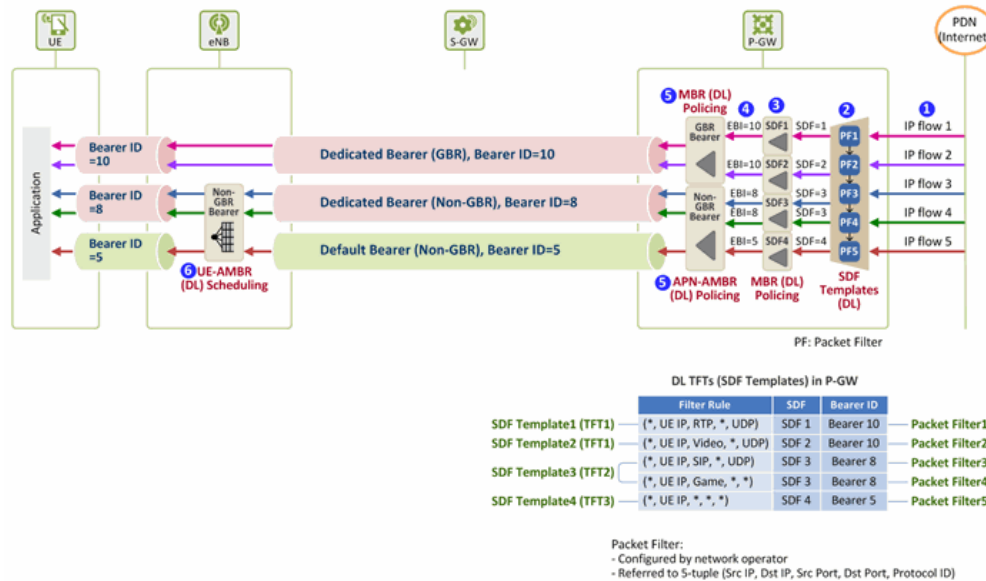 UE
eNB
S-GW
P-GW
PDN
(Internet)
5 MBR (DL)
Policing
4
3
2
1
GBR
Bearer
EBI=10
SDF1
SDF=1
PF1
IP flow 1
Application
Bearer ID
=10
Dedicated Bearer (GBR), Bearer ID=10
EBI=10
SDF2
SDF=2
PF2
IP flow 2
Bearer ID
=8
Non-
GBR
Bearer
Dedicated Bearer (Non-GBR), Bearer ID=8
Non-
GBR
Bearer
EBI=8
SDF=3
PF3
IP flow 3
EBI=8
SDF3
SDF=3
PF4
IP flow 4
Bearer ID
=5
Default Bearer (Non-GBR), Bearer ID=5
EBI=5
SDF4
SDF=4
PF5
IP flow 5
6 UE-AMBR
(DL) Scheduling
5 APN-AMBR
(DL) Policing
MBR (DL)
Policing
SDF
Templates
(DL)
PF: Packet Filter
DL TFTs (SDF Templates) in P-GW
Filter Rule SDF Bearer ID
SDF Template1 (TFT1) (*, UE IP, RTP, *, UDP) SDF 1 Bearer 10 Packet Filter1
SDF Template2 (TFT1) (*, UE IP, Video, *, UDP) SDF 2 Bearer 10 Packet Filter2
SDF Template3 (TFT2) (*, UE IP, SIP, *, UDP) SDF 3 Bearer 8 Packet Filter3
(*, UE IP, Game, *, *) SDF 3 Bearer 8 Packet Filter4
SDF Template4 (TFT3) (*, UE IP, *, *, *) SDF 4 Bearer 5 Packet Filter5
Packet Filter:
- Configured by network operator
- Referred to 5-tuple (Src IP, Dst IP, Src Port, Dst Port, Protocol ID)